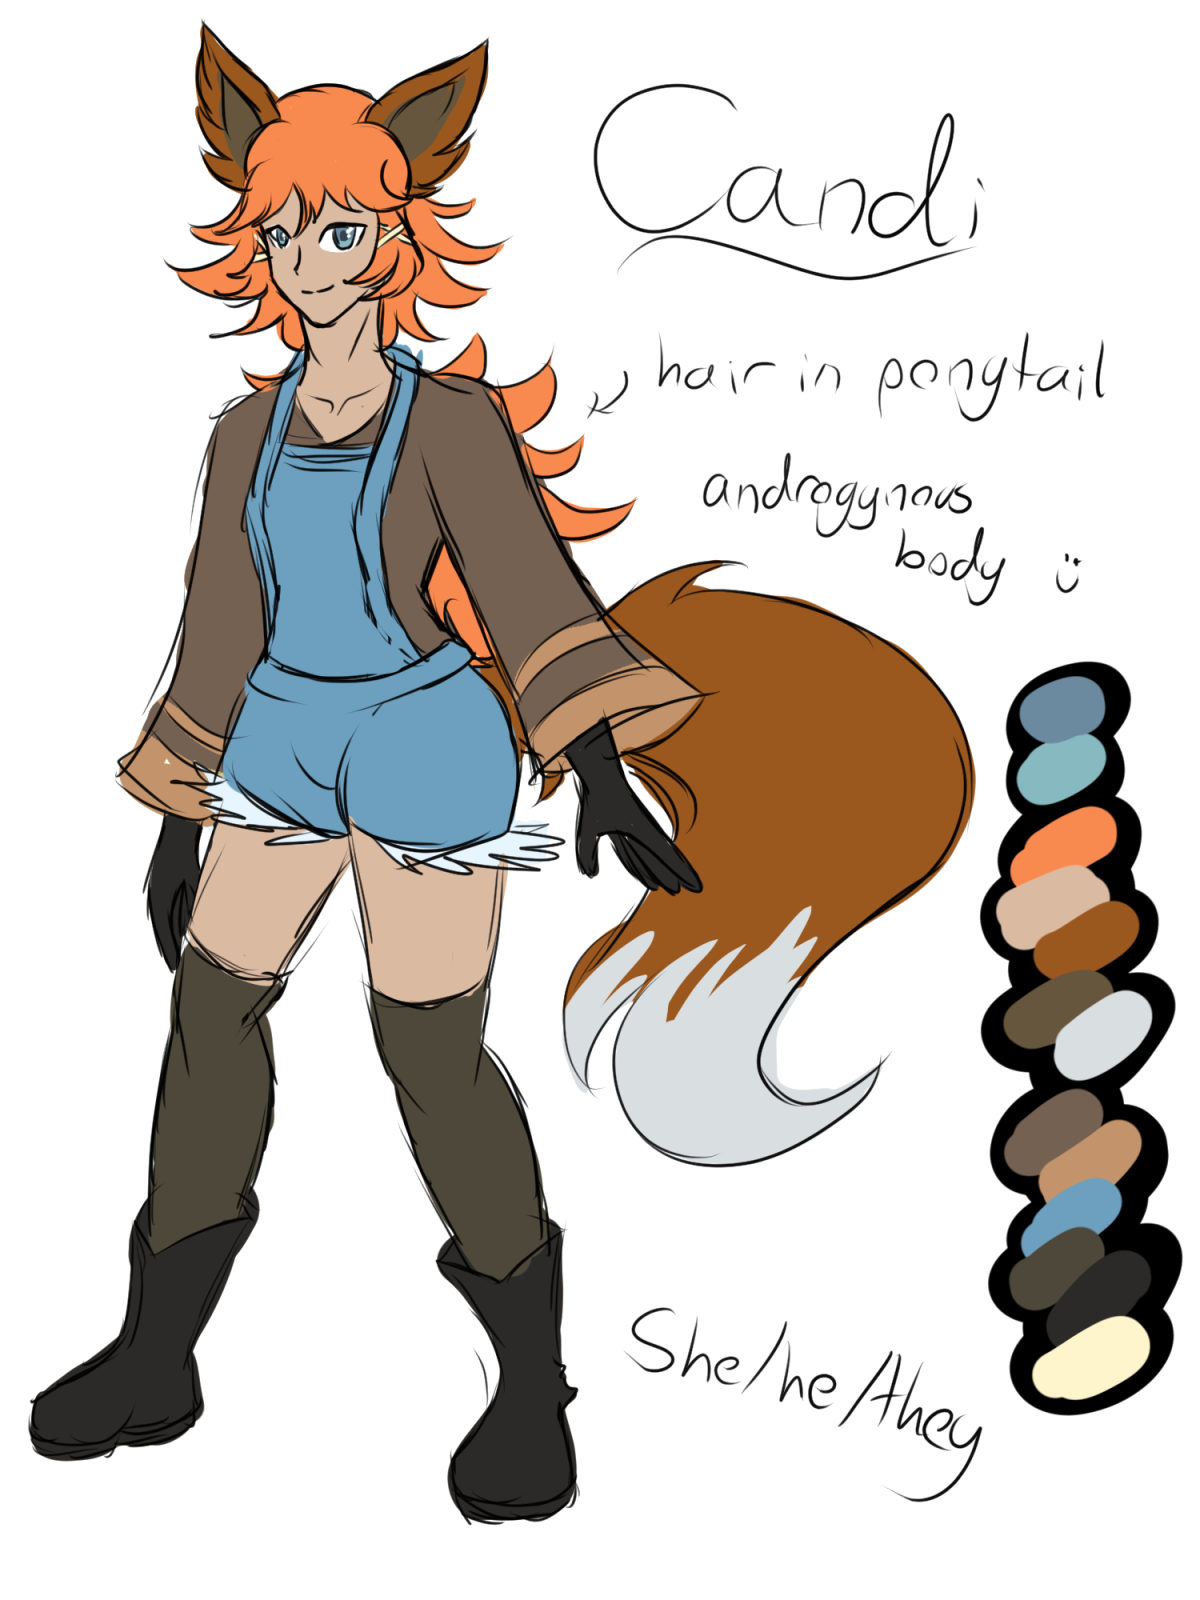 Candi
hair in ponytail
androgynous
body :)
She/he/they